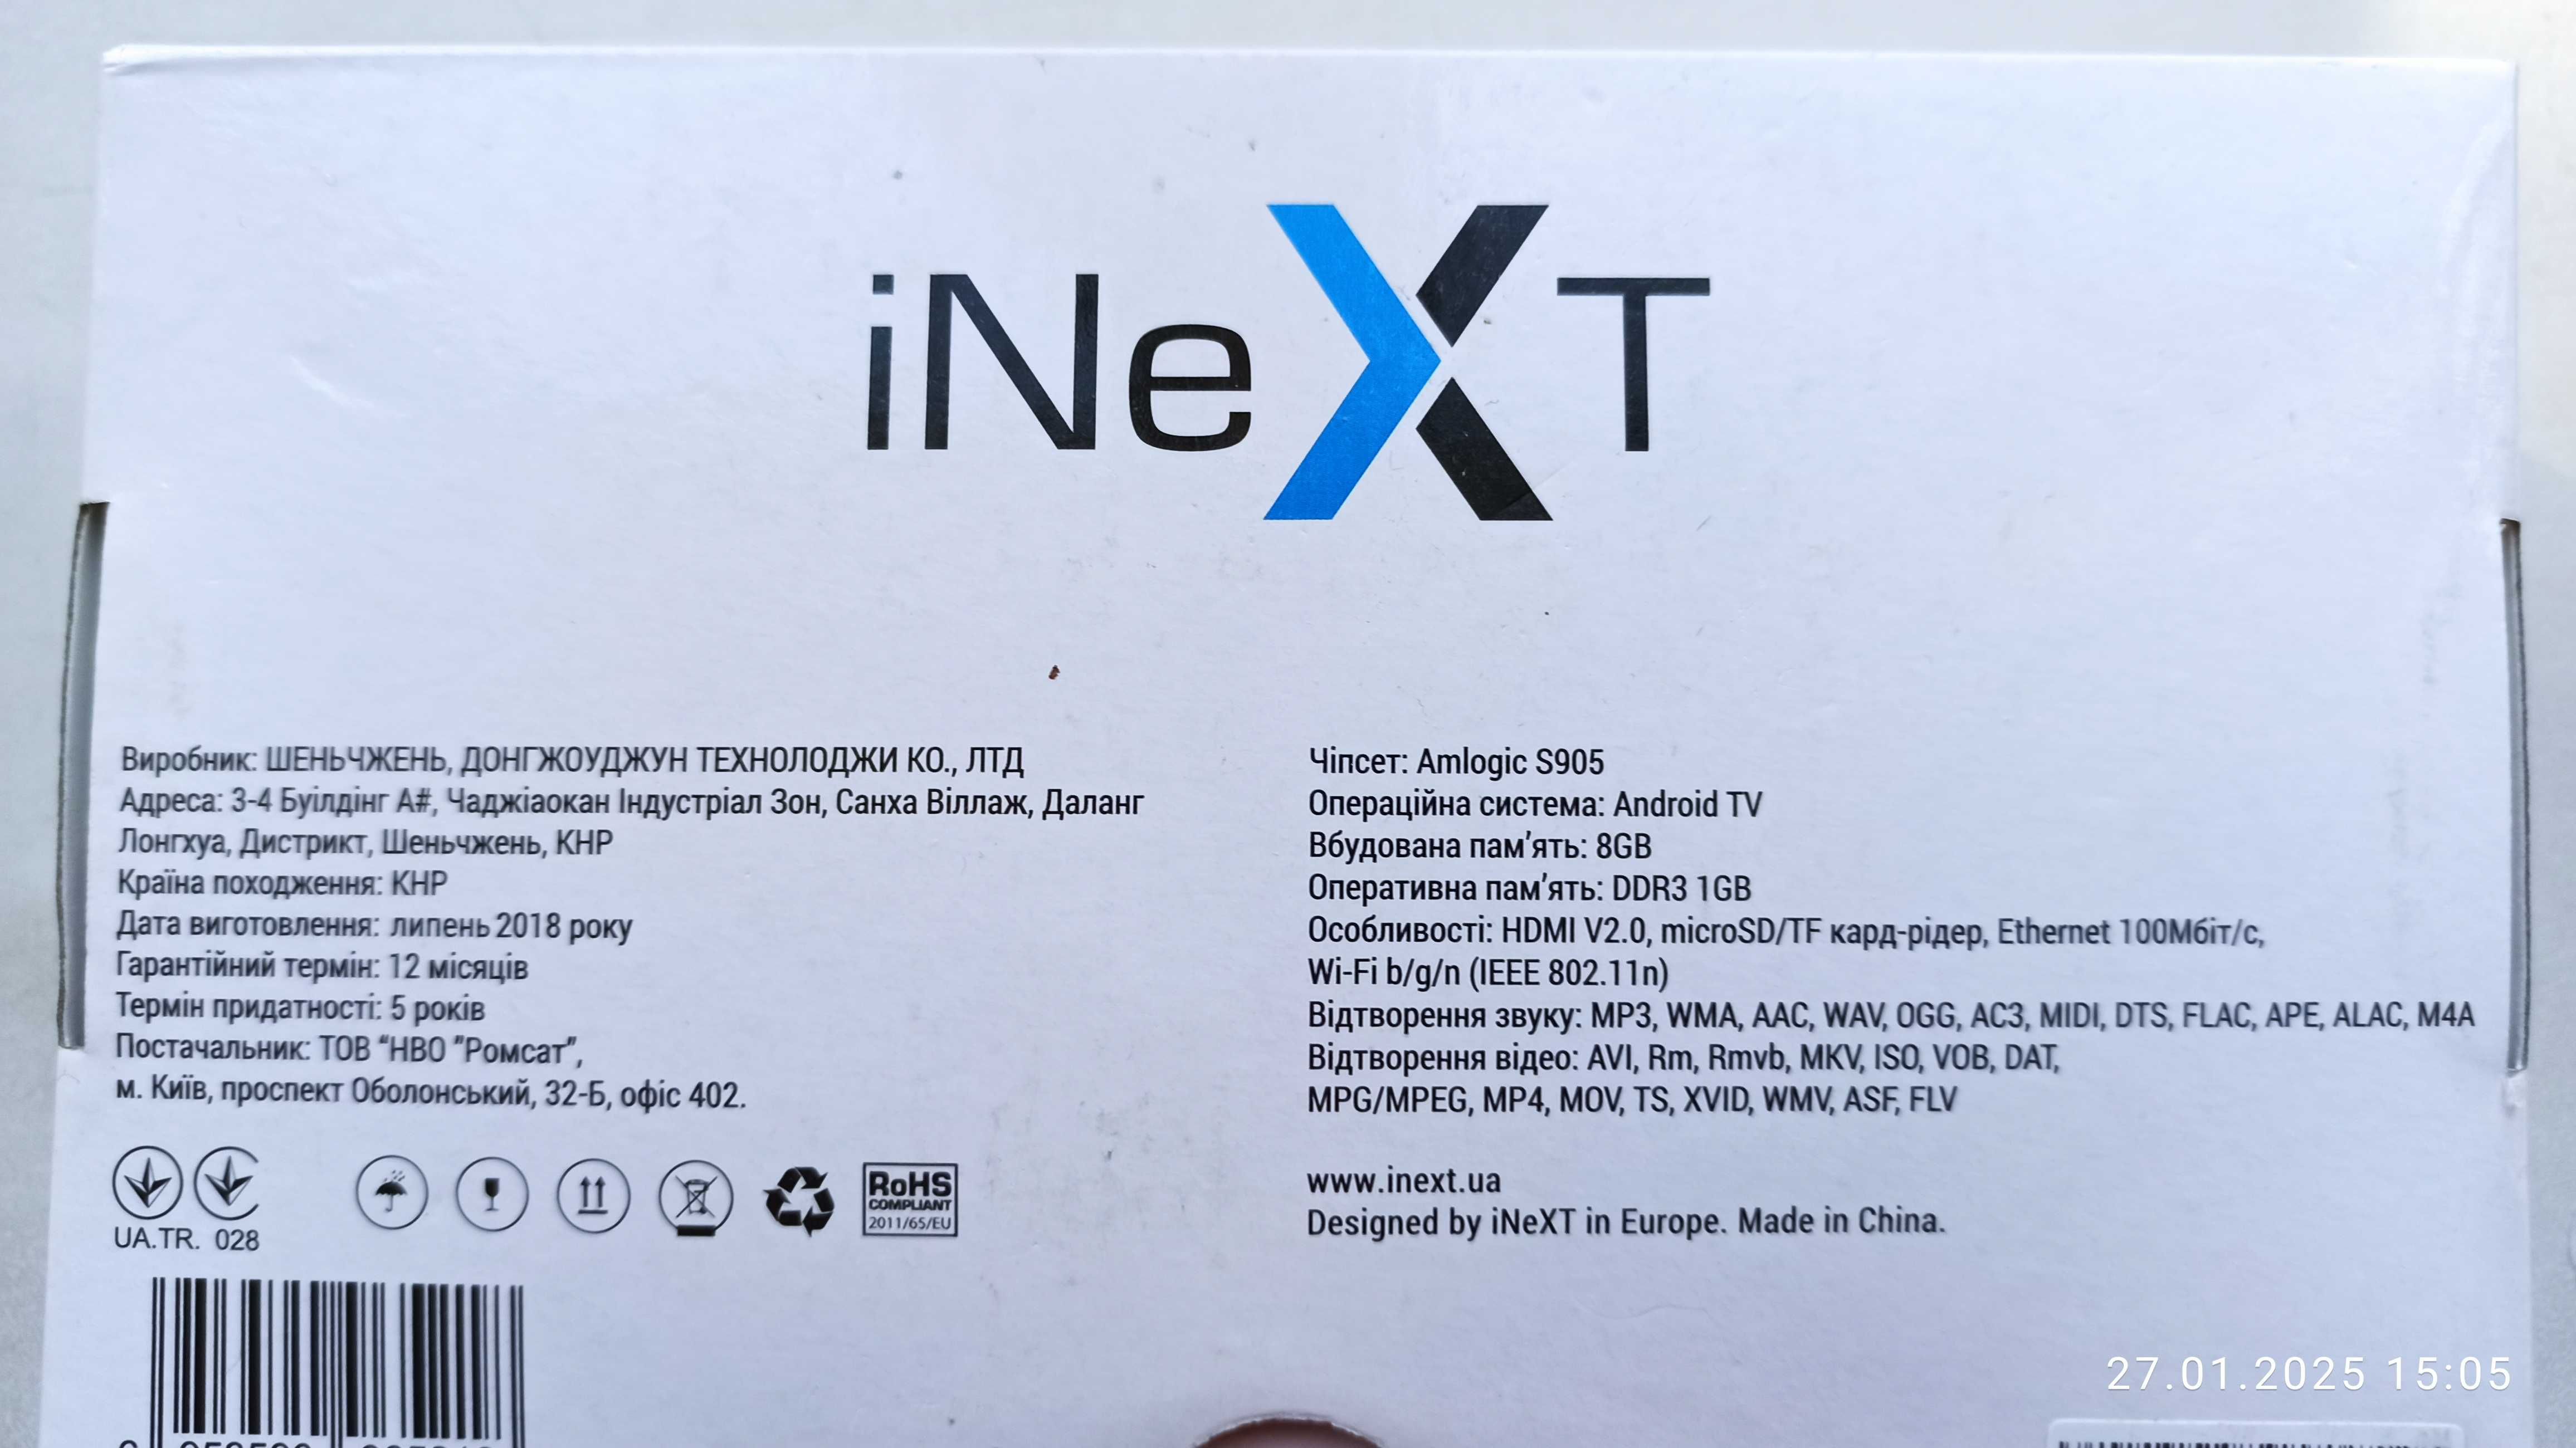 iNeXT
Виробник: ШЕНЬЧЖЕНЬ, ДОНГЖОУДЖУН ТЕХНОЛОДЖИ КО., ЛТД
Адреса: 3-4 Буілдінг А#, Чаджіаокан Індустріал Зон, Санха Віллаж, Даланг
Лонгхуа, Дистрикт, Шеньчжень, КНР
Країна походження: КНР
Дата виготовлення: липень 2018 року
Гарантійний термін: 12 місяців
Термін придатності: 5 років
Постачальник: ТОВ “НВО "Ромсат”,
м. Київ, проспект Оболонський, 32-Б, офіс 402.
UA.TR. 028
RoHS
COMPLIANT
2011/65/EU
Чіпсет: Amlogic S905
Операційна система: Android TV
Вбудована пам’ять: 8GB
Оперативна пам’ять: DDR3 1GB
Особливості: HDMI V2.0, microSD/TF кард-рідер, Ethernet 100Мбіт/с,
Wi-Fi b/g/n (IEEE 802.11n)
Відтворення звуку: MP3, WMA, AAC, WAV, OGG, AC3, MIDI, DTS, FLAC, APE, ALAC, M4A
Відтворення відео: AVI, Rm, Rmvb, MKV, ISO, VOB, DAT,
MPG/MPEG, MP4, MOV, TS, XVID, WMV, ASF, FLV
www.inext.ua
Designed by iNeXT in Europe. Made in China.
27.01.2025 15:05